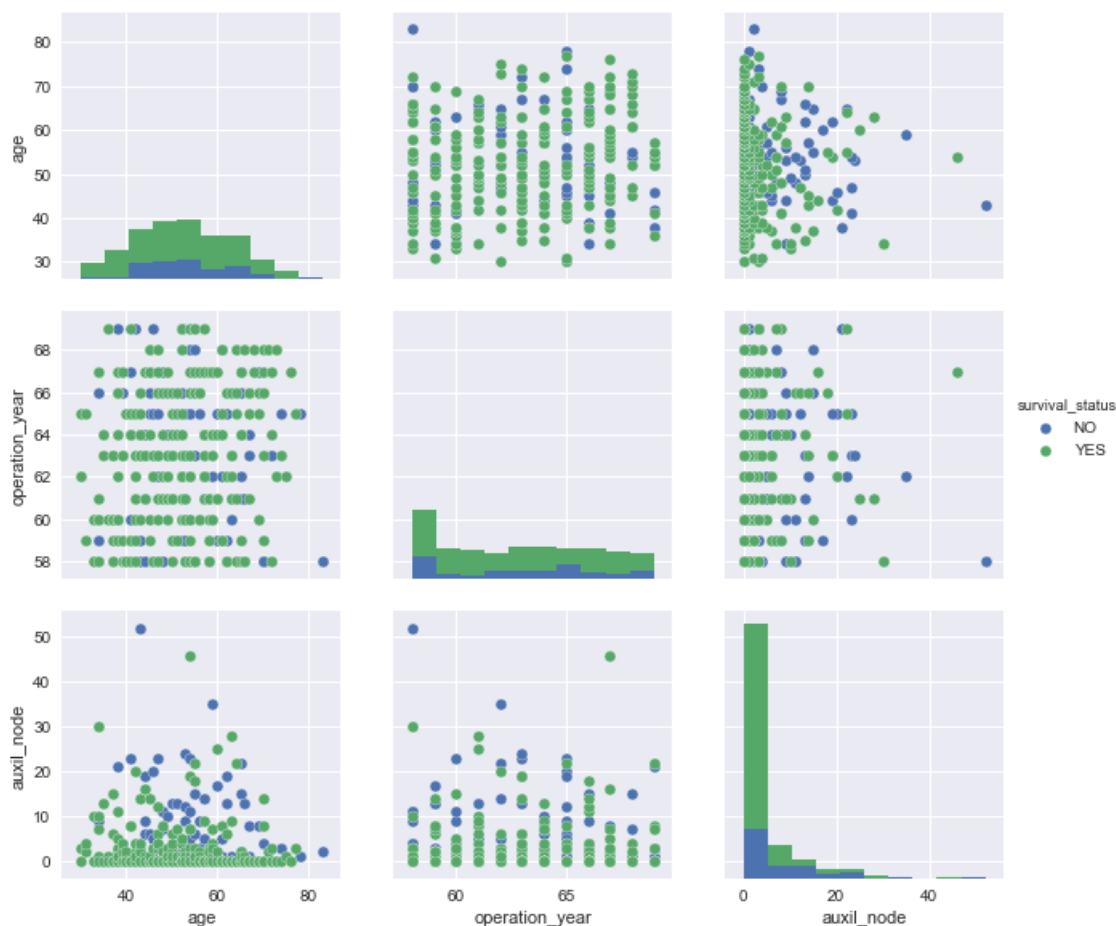 age
80
70
60
50
40
30
operation_year
68
66
64
62
60
58
survival_status
NO
YES
auxil_node
50
40
30
20
10
0
40 60 80
60 65
0 20 40
age operation_year auxil_node